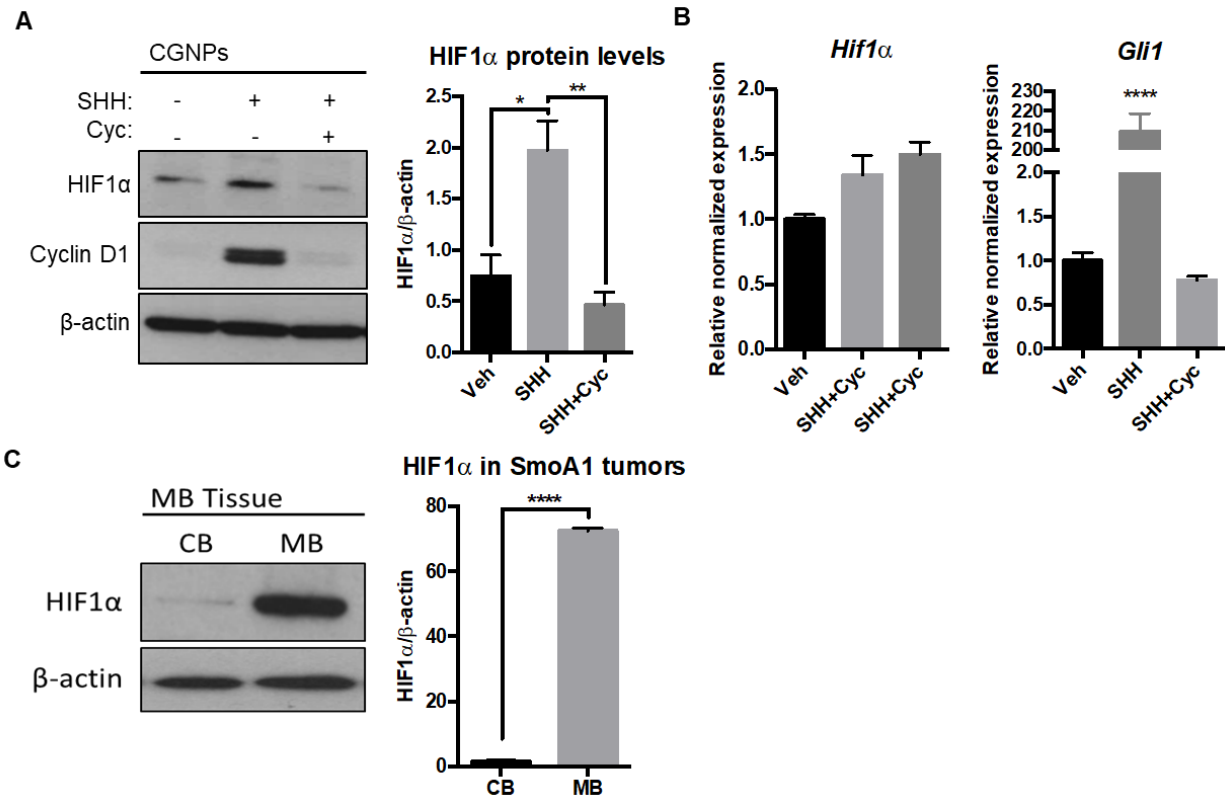 A
CGNPs
SHH: - + +
Cyc: - - +
HIF1α
Cyclin D1
β-actin
HIF1α protein levels
* **
HIF1α/β-actin
2.5
2.0
1.5
1.0
0.5
0.0
Veh SHH SHH+Cyc
B
Hif1α
Relative normalized expression
2.0
1.5
1.0
0.5
0.0
Veh SHH+Cyc SHH+Cyc
Gli1
****
Relative normalized expression
230
220
210
200
2.0
1.5
1.0
0.5
0.0
Veh SHH SHH+Cyc
C
MB Tissue
CB MB
HIF1α
β-actin
HIF1α in SmoA1 tumors
****
HIF1α/β-actin
80
60
40
20
0
CB MB